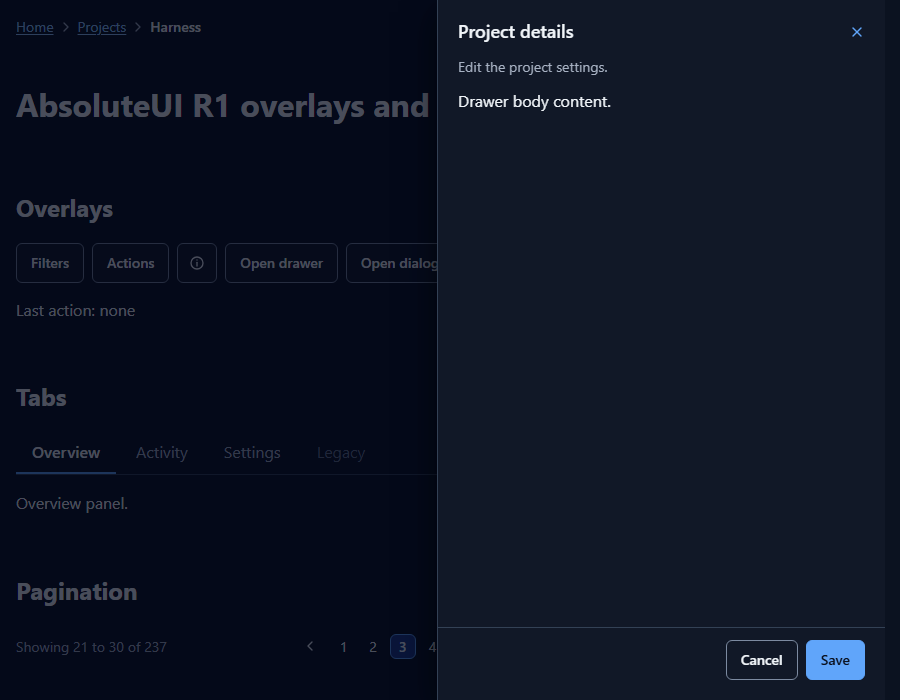 Home > Projects > Harness
AbsoluteUI R1 overlays and
Overlays
Filters Actions Open drawer Open dialog
Last action: none
Tabs
Overview Activity Settings Legacy
Overview panel.
Pagination
Showing 21 to 30 of 237 1 2 3 4
Project details
Edit the project settings.
Drawer body content.
Cancel Save